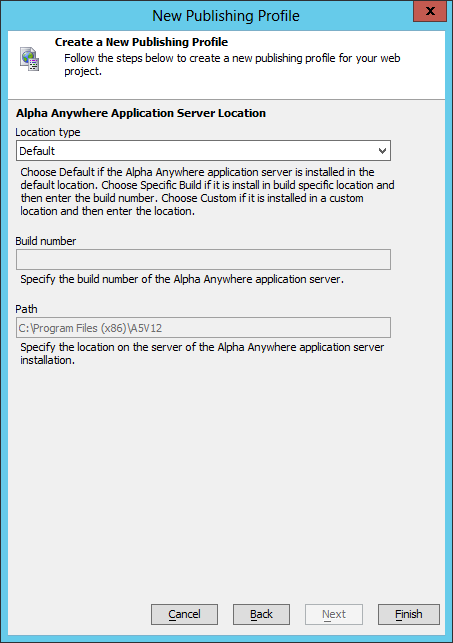 New Publishing Profile
x
Create a New Publishing Profile
Follow the steps below to create a new publishing profile for your web
project.
Alpha Anywhere Application Server Location
Location type
Default
Choose Default if the Alpha Anywhere application server is installed in the
default location. Choose Specific Build if it is install in build specific location and
then enter the build number. Choose Custom if it is installed in a custom
location and then enter the location.
Build number
Specify the build number of the Alpha Anywhere application server.
Path
C:\Program Files (x86)\A5V12
Specify the location on the server of the Alpha Anywhere application server
installation.
Cancel Back Next Finish